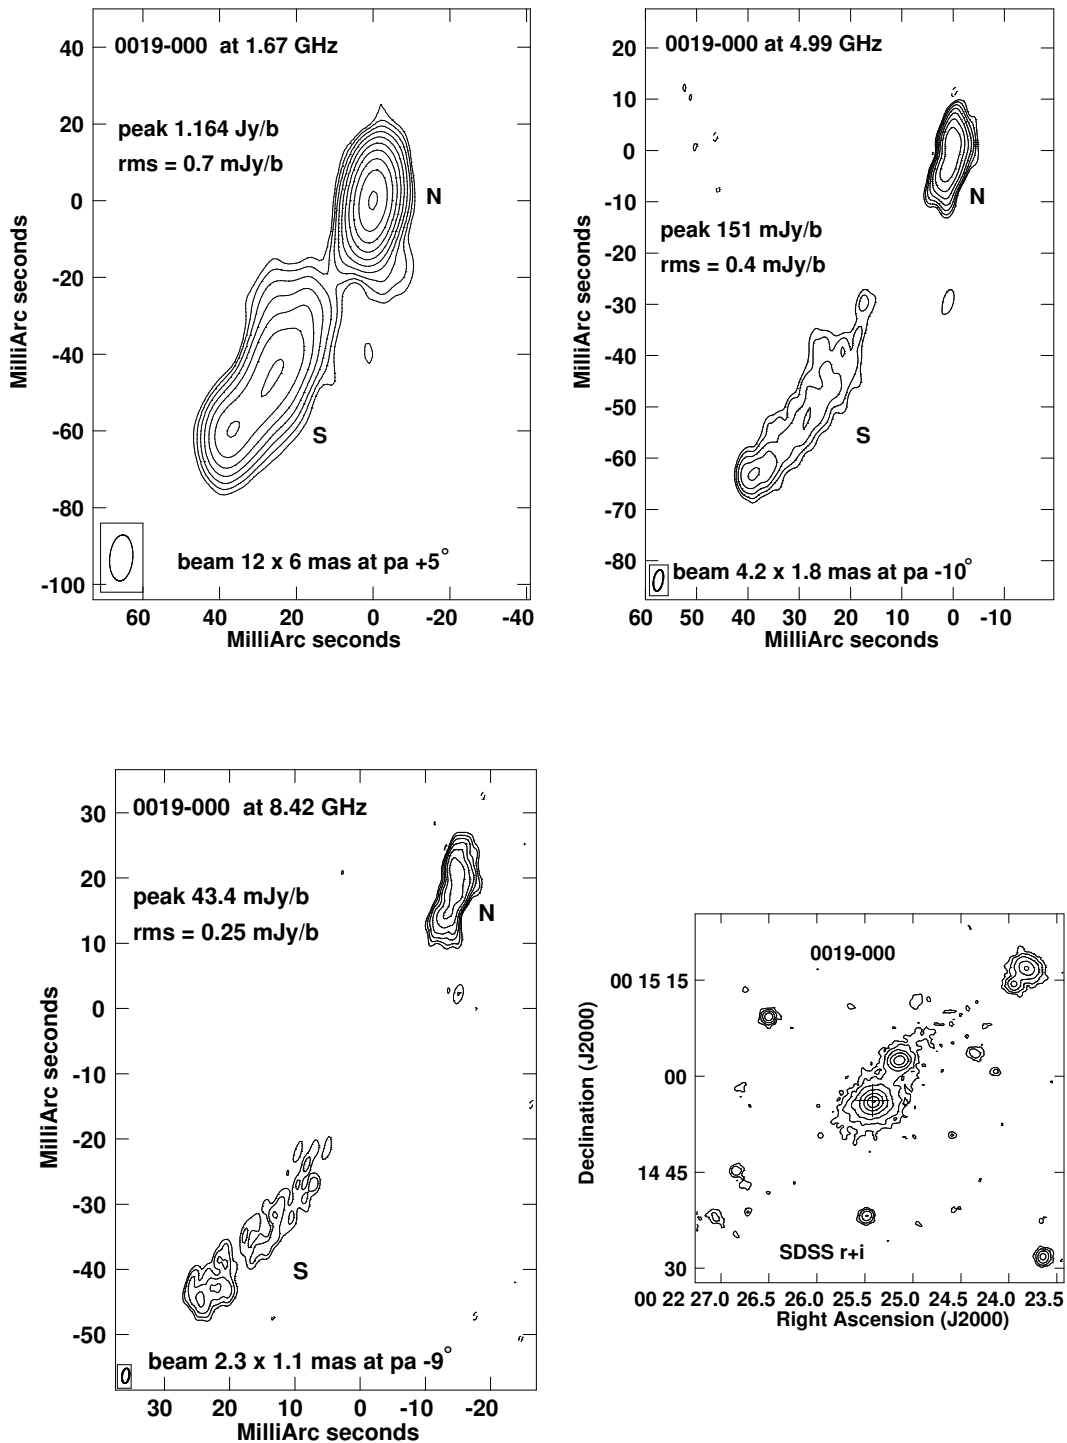 0019-000 at 1.67 GHz
peak 1.164 Jy/b
rms = 0.7 mJy/b
N
S
beam 12 x 6 mas at pa +5°
MilliArc seconds
40
20
0
-20
-40
-60
-80
-100
60 40 20 0 -20 -40
MilliArc seconds
0019-000 at 4.99 GHz
N
peak 151 mJy/b
rms = 0.4 mJy/b
S
beam 4.2 x 1.8 mas at pa -10°
MilliArc seconds
20
10
0
-10
-20
-30
-40
-50
-60
-70
-80
60 50 40 30 20 10 0 -10
MilliArc seconds
0019-000 at 8.42 GHz
peak 43.4 mJy/b
N
rms = 0.25 mJy/b
S
beam 2.3 x 1.1 mas at pa -9°
MilliArc seconds
30
20
10
0
-10
-20
-30
-40
-50
30 20 10 0 -10 -20
MilliArc seconds
0019-000
SDSS r+i
Declination (J2000)
00 15 15
00
14 45
30
00 22 27.0 26.5 26.0 25.5 25.0 24.5 24.0 23.5
Right Ascension (J2000)